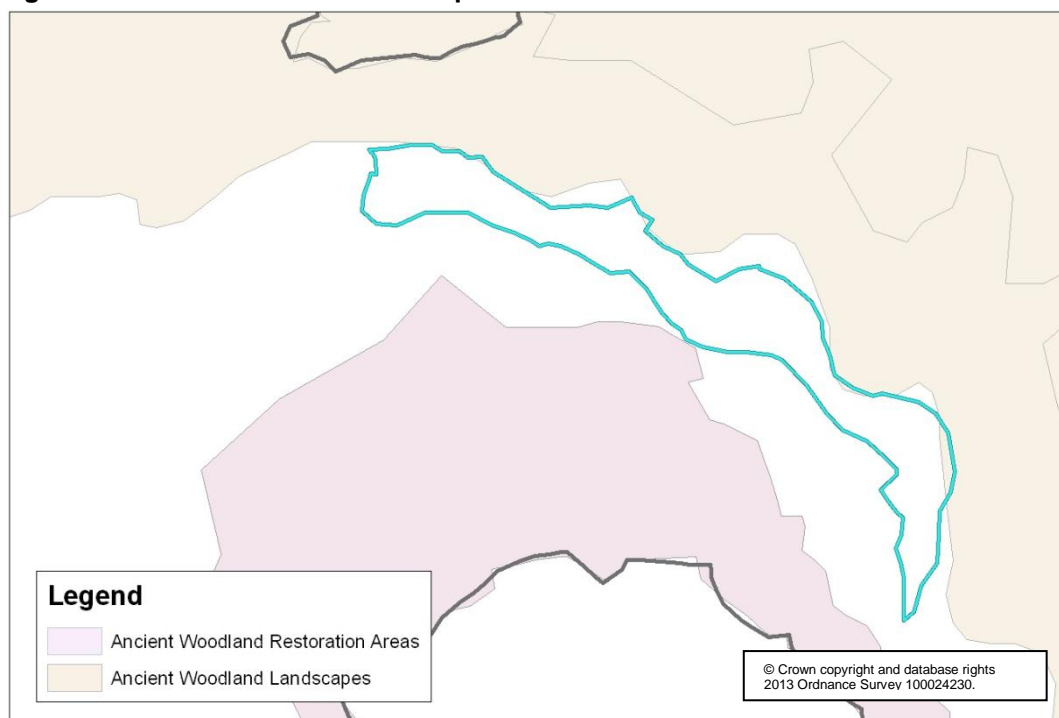 Legend
Ancient Woodland Restoration Areas
Ancient Woodland Landscapes
© Crown copyright and database rights
2013 Ordnance Survey 100024230.